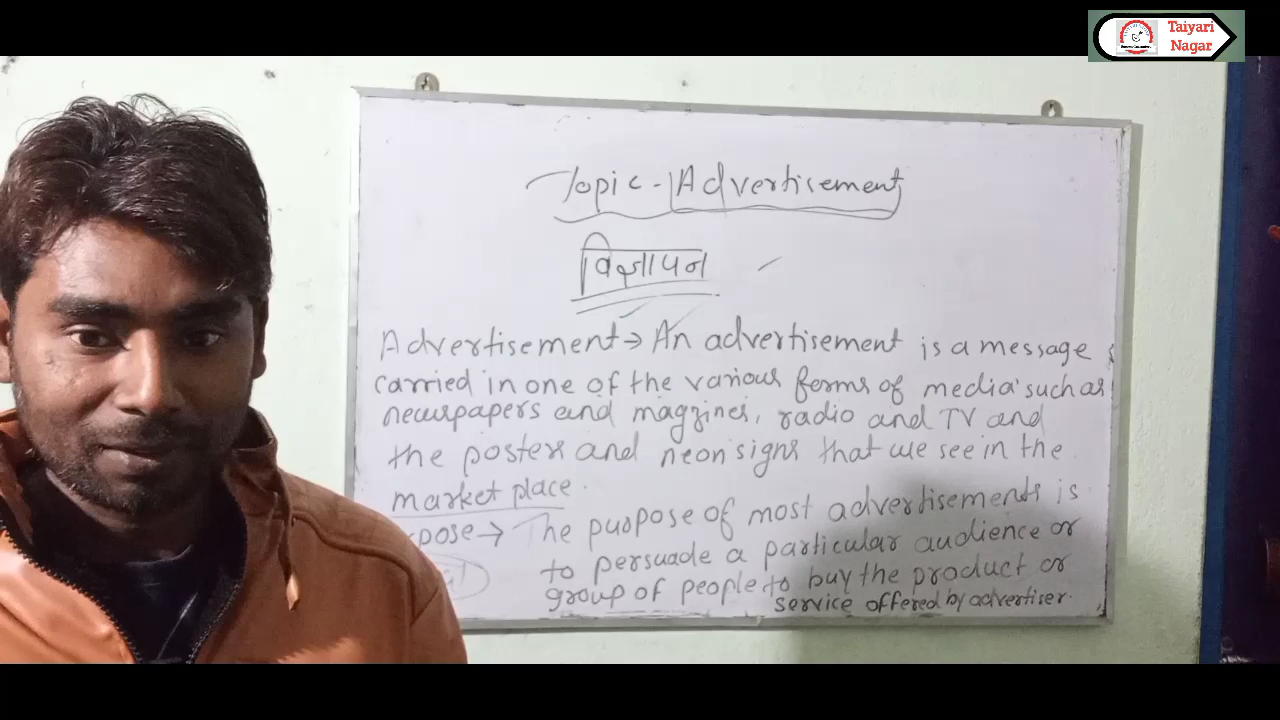 Taiyari
Nagar
Topic - Advertisement
विज्ञापन
Advertisement → An advertisement is a message
carried in one of the various forms of media such as
newspapers and magzines, radio and TV and
the posters and neon signs that we see in the
market place.
pose → The purpose of most advertisements is
to persuade a particular audience or
group of people to buy the product or
service offered by advertiser.